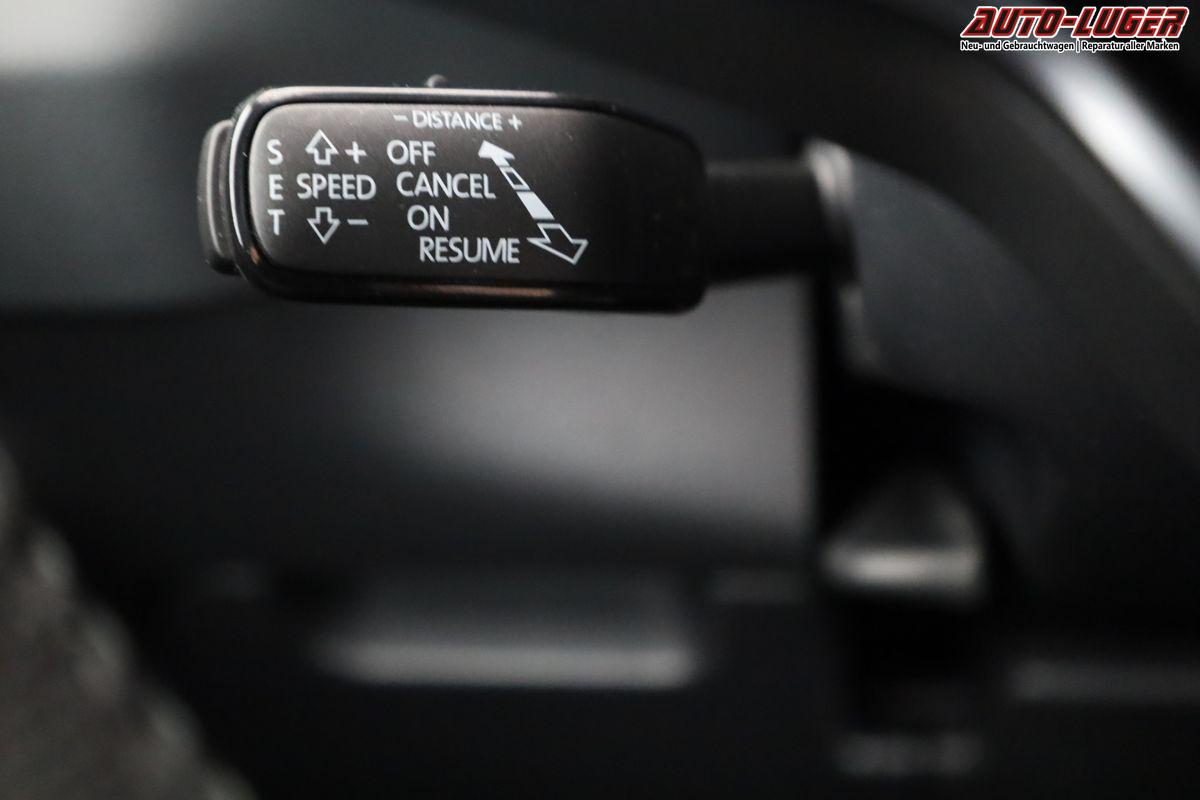 AUTO-LUGER
Neu- und Gebrauchtwagen | Reparatur aller Marken
- DISTANCE +
S + OFF
E SPEED CANCEL
T - ON
RESUME